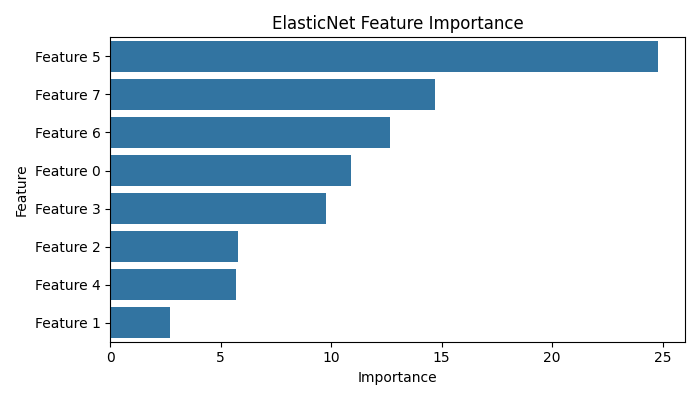 ElasticNet Feature Importance
Feature 5
Feature 7
Feature 6
Feature 0
Feature 3
Feature 2
Feature 4
Feature 1
Feature
0 5 10 15 20 25
Importance